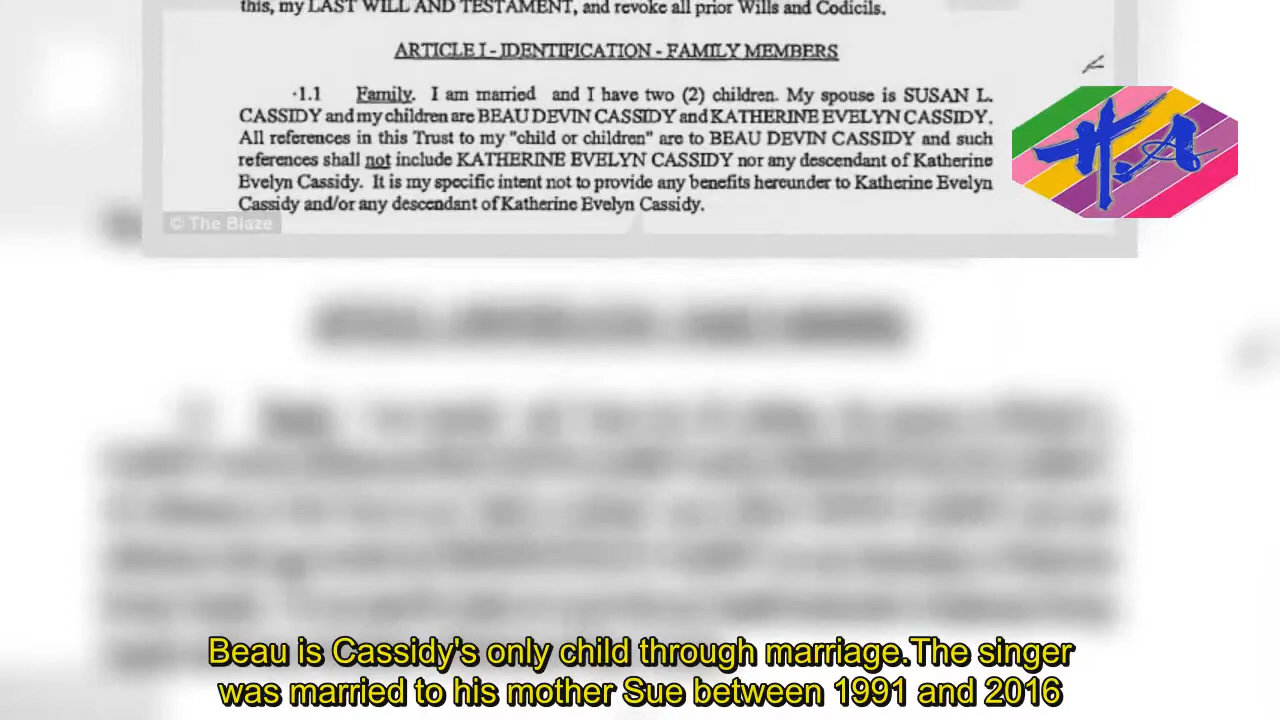 this, my LAST WILL AND TESTAMENT, and revoke all prior Wills and Codicils.
ARTICLE I - IDENTIFICATION - FAMILY MEMBERS
1.1 Family. I am married and I have two (2) children. My spouse is SUSAN L.
CASSIDY and my children are BEAU DEVIN CASSIDY and KATHERINE EVELYN CASSIDY.
All references in this Trust to my "child or children" are to BEAU DEVIN CASSIDY and such
references shall not include KATHERINE EVELYN CASSIDY nor any descendant of Katherine
Evelyn Cassidy. It is my specific intent not to provide any benefits hereunder to Katherine Evelyn
Cassidy and/or any descendant of Katherine Evelyn Cassidy.
© The Blaze
H.A
Beau is Cassidy's only child through marriage.The singer
was married to his mother Sue between 1991 and 2016